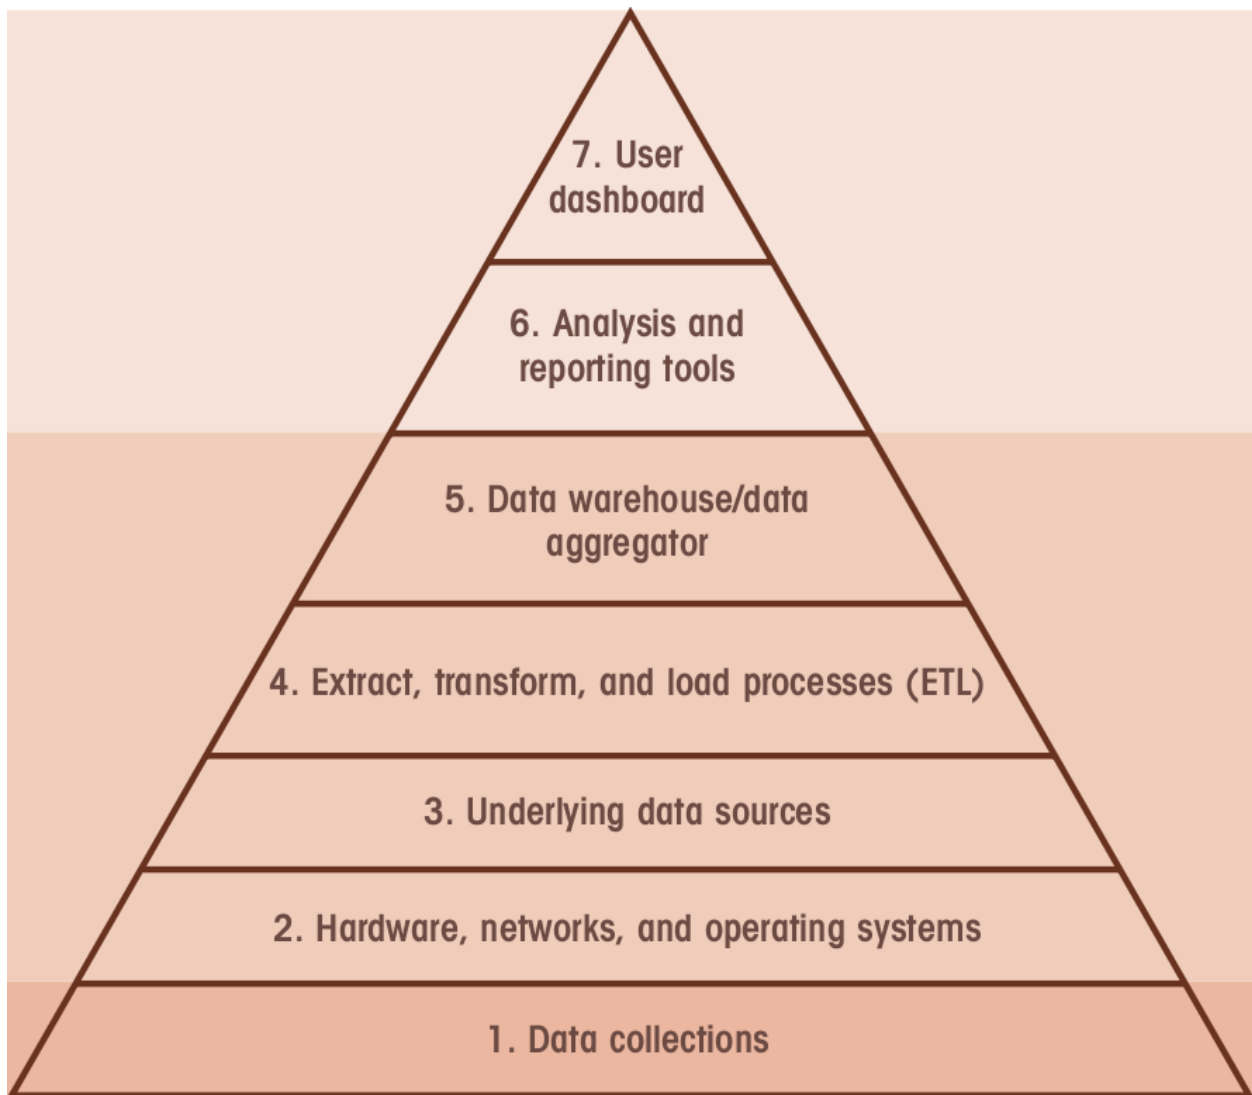 7. User
dashboard
6. Analysis and
reporting tools
5. Data warehouse/data
aggregator
4. Extract, transform, and load processes (ETL)
3. Underlying data sources
2. Hardware, networks, and operating systems
1. Data collections